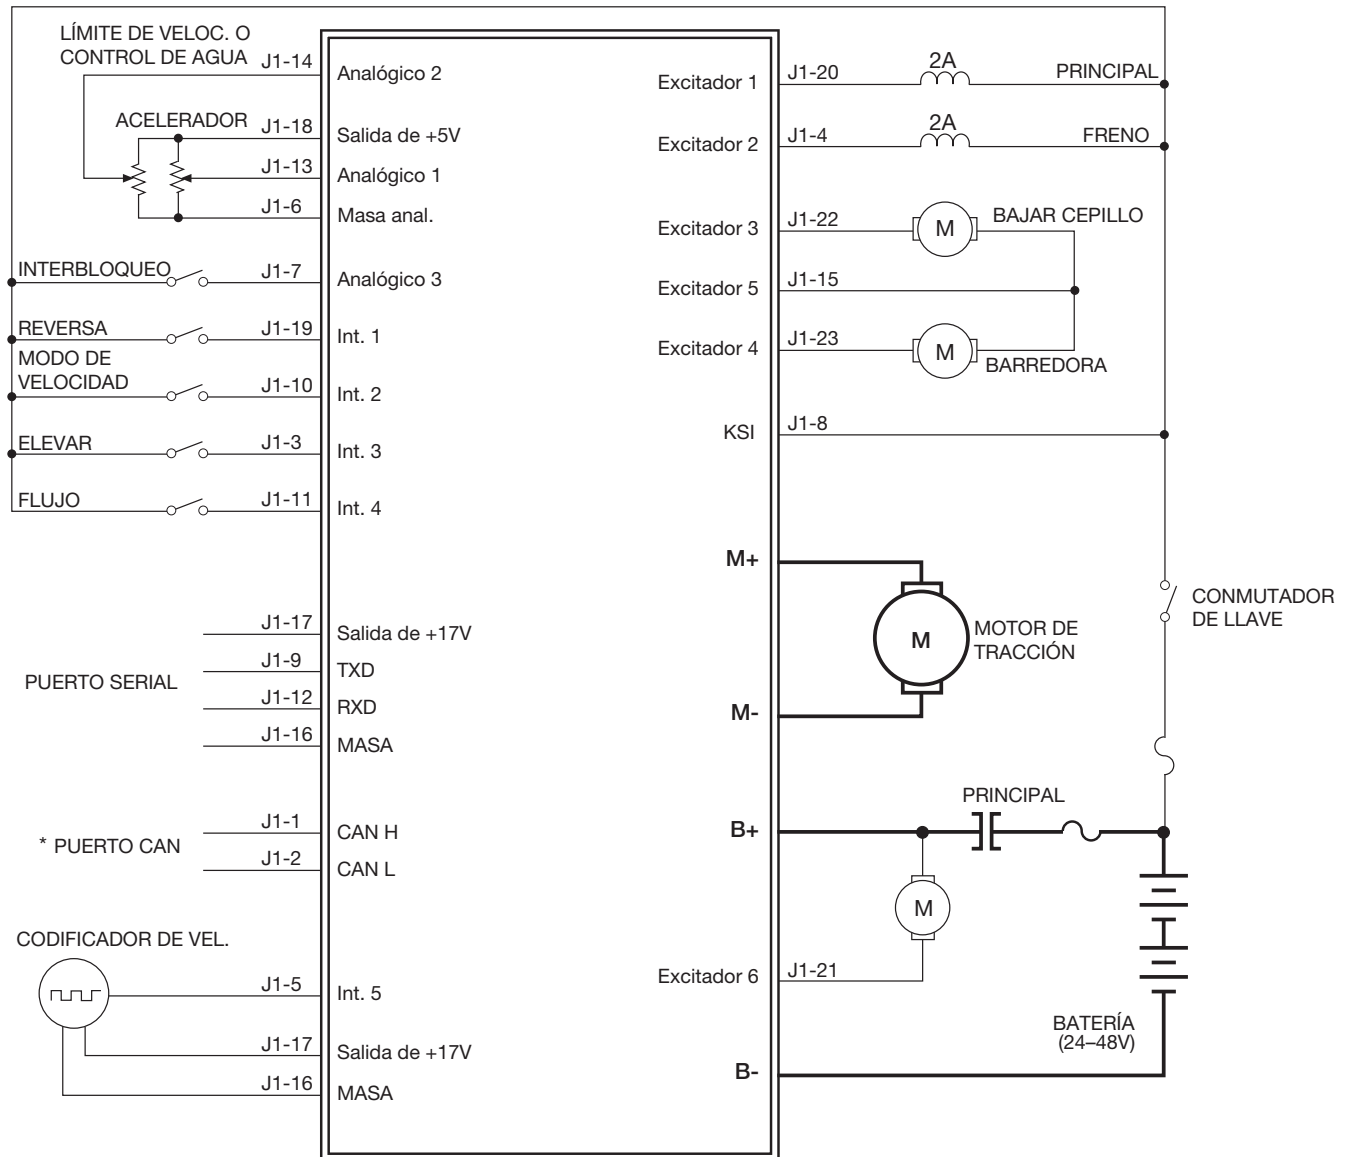 LÍMITE DE VELOC. O
CONTROL DE AGUA
J1-14
Analógico 2
ACELERADOR
J1-18
Salida de +5V
J1-13
Analógico 1
J1-6
Masa anal.
INTERBLOQUEO
J1-7
Analógico 3
REVERSA
J1-19
Int. 1
MODO DE
VELOCIDAD
J1-10
Int. 2
ELEVAR
J1-3
Int. 3
FLUJO
J1-11
Int. 4
PUERTO SERIAL
J1-17
Salida de +17V
J1-9
TXD
J1-12
RXD
J1-16
MASA
* PUERTO CAN
J1-1
CAN H
J1-2
CAN L
CODIFICADOR DE VEL.
J1-5
Int. 5
J1-17
Salida de +17V
J1-16
MASA
Excitador 1
J1-20
2A
PRINCIPAL
Excitador 2
J1-4
2A
FRENO
Excitador 3
J1-22
M
BAJAR CEPILLO
Excitador 5
J1-15
Excitador 4
J1-23
M
BARREDORA
KSI
J1-8
M+
M
MOTOR DE
TRACCIÓN
M-
CONMUTADOR
DE LLAVE
PRINCIPAL
B+
M
Excitador 6
J1-21
BATERÍA
(24–48V)
B-